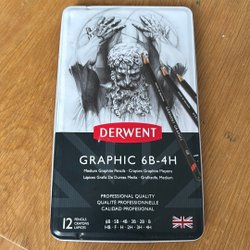 DERWENT
GRAPHIC 6B-4H
Medium Graphite Pencils · Crayons Graphite Moyens
Lápices Grafito De Dureza Media · Grafitstifte Medium
PROFESSIONAL QUALITY
QUALITÉ PROFESSIONNELLE
CALIDAD PROFESIONAL
12 PENCILS
CRAYONS
LÁPICES
6B · 5B · 4B · 3B · 2B · B
HB · F · H · 2H · 3H · 4H